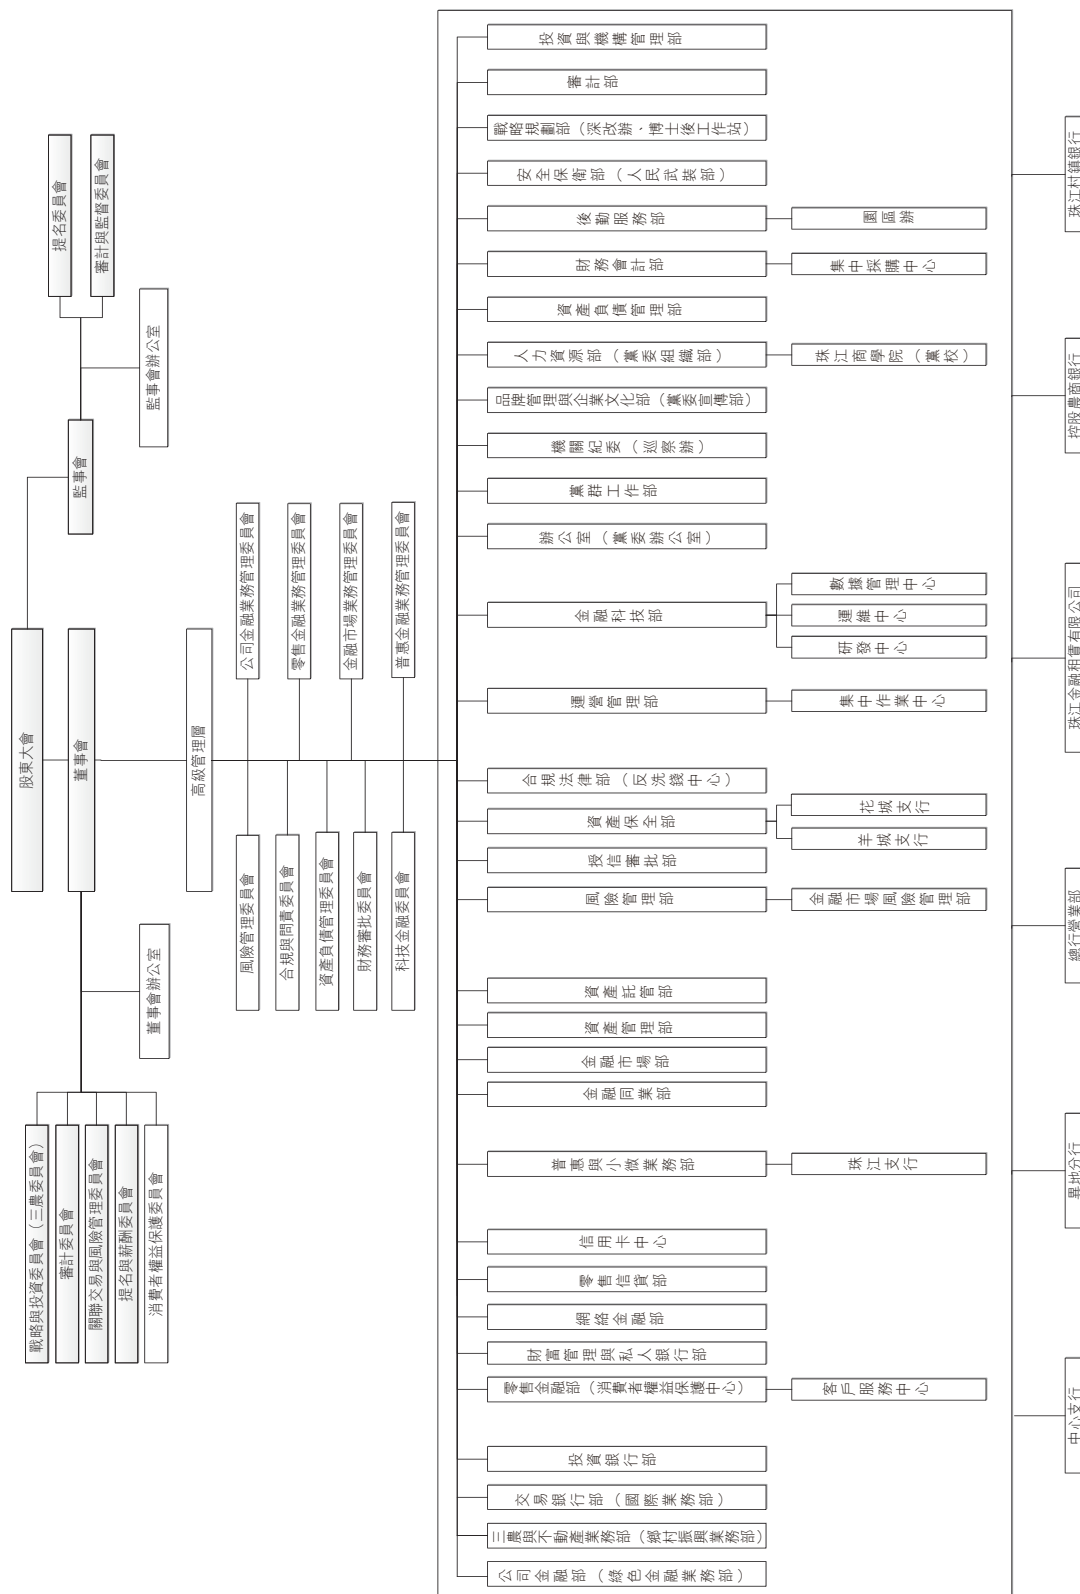 股東大會
董事會
監事會
提名委員會
審計與監督委員會
監事會辦公室
戰略與投資委員會（三農委員會）
審計委員會
關聯交易與風險管理委員會
提名與薪酬委員會
消費者權益保護委員會
董事會辦公室
高級管理層
風險管理委員會
合規與問責委員會
資產負債管理委員會
財務審批委員會
科技金融委員會
公司金融業務管理委員會
零售金融業務管理委員會
金融市場業務管理委員會
普惠金融業務管理委員會
公司金融部（綠色金融業務部）
三農與不動產業務部（鄉村振興業務部）
交易銀行部（國際業務部）
投資銀行部
零售金融部（消費者權益保護中心）
客戶服務中心
財富管理與私人銀行部
網絡金融部
零售信貸部
信用卡中心
普惠與小微業務部
珠江支行
金融同業部
金融市場部
資產管理部
資產託管部
風險管理部
金融市場風險管理部
授信審批部
資產保全部
羊城支行
花城支行
合規法律部（反洗錢中心）
運營管理部
集中作業中心
金融科技部
研發中心
運維中心
數據管理中心
辦公室（黨委辦公室）
黨群工作部
機關紀委（巡察辦）
品牌管理與企業文化部（黨委宣傳部）
人力資源部（黨委組織部）
珠江商學院（黨校）
資產負債管理部
財務會計部
集中採購中心
後勤服務部
園區辦
安全保衛部（人民武裝部）
戰略規劃部（深改辦、博士後工作站）
審計部
投資與機構管理部
中心支行
異地分行
總行營業部
珠江金融租賃有限公司
控股農商銀行
珠江村鎮銀行